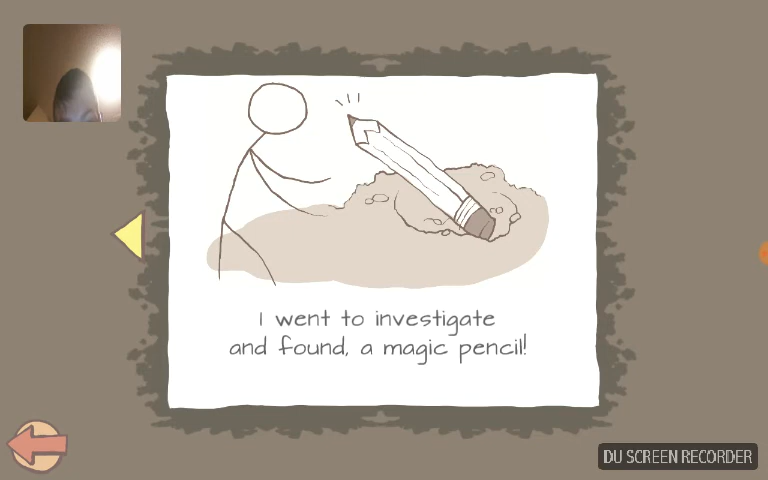 I went to investigate
and found, a magic pencil!
DU SCREEN RECORDER